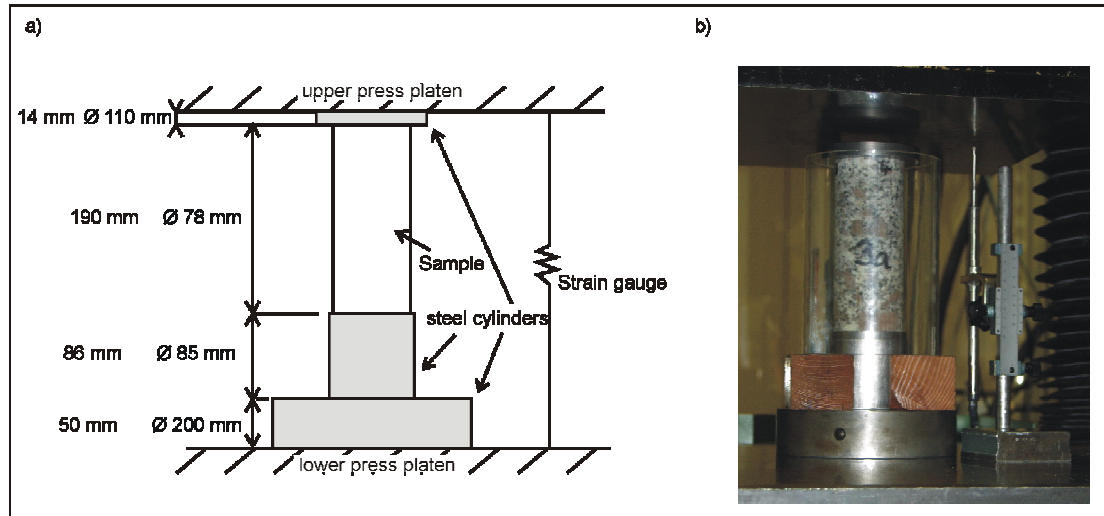 a)
b)
upper press platen
14 mm Ø 110 mm
190 mm Ø 78 mm
Sample
Strain gauge
steel cylinders
86 mm Ø 85 mm
50 mm Ø 200 mm
lower press platen
3a